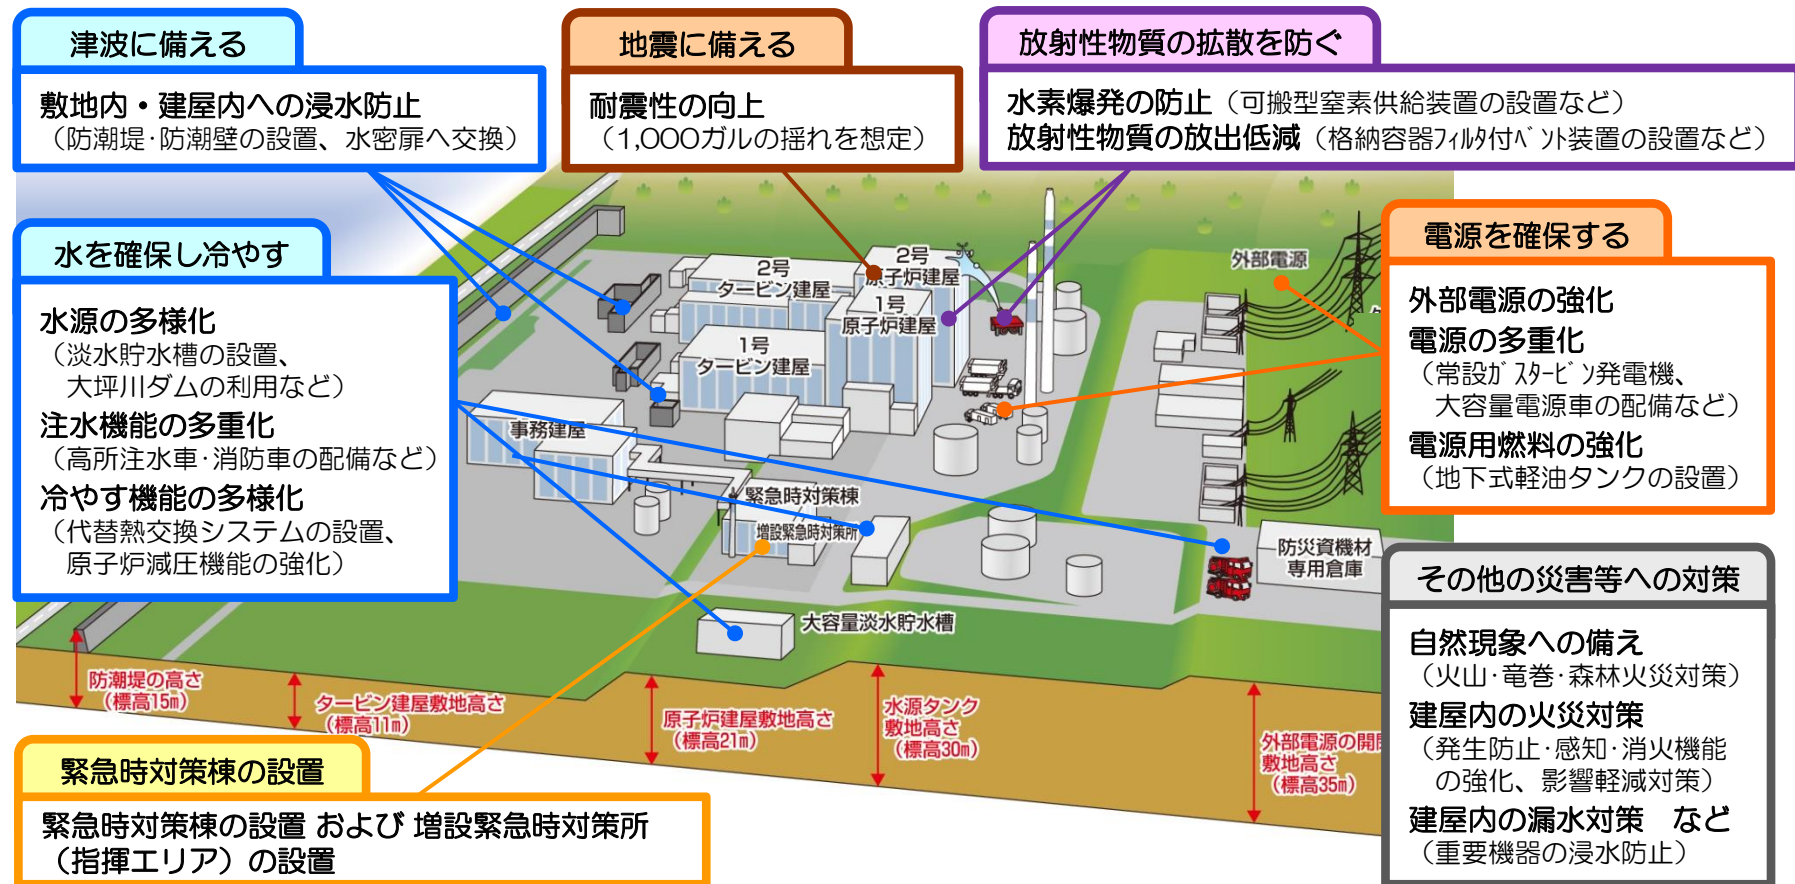 津波に備える
敷地内・建屋内への浸水防止
（防潮堤・防潮壁の設置、水密扉へ交換）
地震に備える
耐震性の向上
（1,000ガルの揺れを想定）
放射性物質の拡散を防ぐ
水素爆発の防止（可搬型窒素供給装置の設置など）
放射性物質の放出低減（格納容器ﾌｨﾙﾀ付ﾍﾞﾝﾄ装置の設置など）
水を確保し冷やす
水源の多様化
（淡水貯水槽の設置、
大坪川ダムの利用など）
注水機能の多重化
（高所注水車・消防車の配備など）
冷やす機能の多様化
（代替熱交換システムの設置、
原子炉減圧機能の強化）
電源を確保する
外部電源の強化
電源の多重化
（常設ｶﾞｽﾀｰﾋﾞﾝ発電機、
大容量電源車の配備など）
電源用燃料の強化
（地下式軽油タンクの設置）
その他の災害等への対策
自然現象への備え
（火山・竜巻・森林火災対策）
建屋内の火災対策
（発生防止・感知・消火機能
の強化、影響軽減対策）
建屋内の漏水対策　など
（重要機器の浸水防止）
緊急時対策棟の設置
緊急時対策棟の設置 および 増設緊急時対策所
（指揮エリア）の設置
2号
タービン建屋
2号
原子炉建屋
1号
原子炉建屋
1号
タービン建屋
外部電源
事務建屋
緊急時対策棟
増設緊急時対策所
防災資機材
専用倉庫
大容量淡水貯水槽
防潮堤の高さ
（標高15m）
タービン建屋敷地高さ
（標高11m）
原子炉建屋敷地高さ
（標高21m）
水源タンク
敷地高さ
（標高30m）
外部電源の開
敷地高さ
（標高35m）